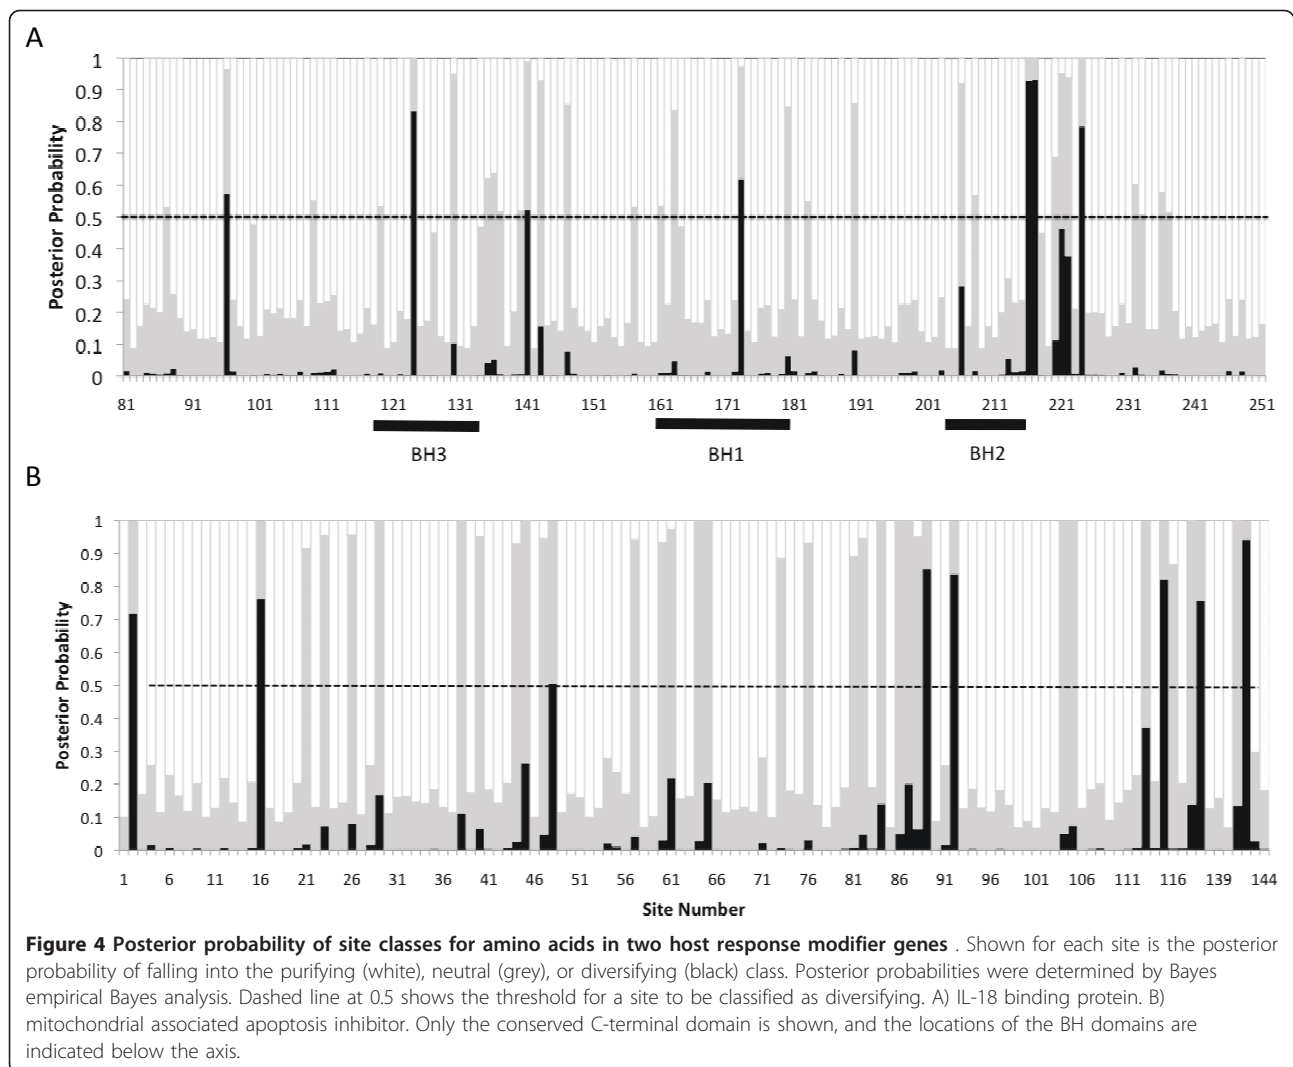 A
Posterior Probability
1
0.9
0.8
0.7
0.6
0.5
0.4
0.3
0.2
0.1
0
81 91 101 111 121 131 141 151 161 171 181 191 201 211 221 231 241 251
BH3 BH1 BH2
B
Posterior Probability
1
0.9
0.8
0.7
0.6
0.5
0.4
0.3
0.2
0.1
0
1 6 11 16 21 26 31 36 41 46 51 56 61 66 71 76 81 86 91 96 101 106 111 116 139 144
Site Number
Figure 4 Posterior probability of site classes for amino acids in two host response modifier genes . Shown for each site is the posterior
probability of falling into the purifying (white), neutral (grey), or diversifying (black) class. Posterior probabilities were determined by Bayes
empirical Bayes analysis. Dashed line at 0.5 shows the threshold for a site to be classified as diversifying. A) IL-18 binding protein. B)
mitochondrial associated apoptosis inhibitor. Only the conserved C-terminal domain is shown, and the locations of the BH domains are
indicated below the axis.